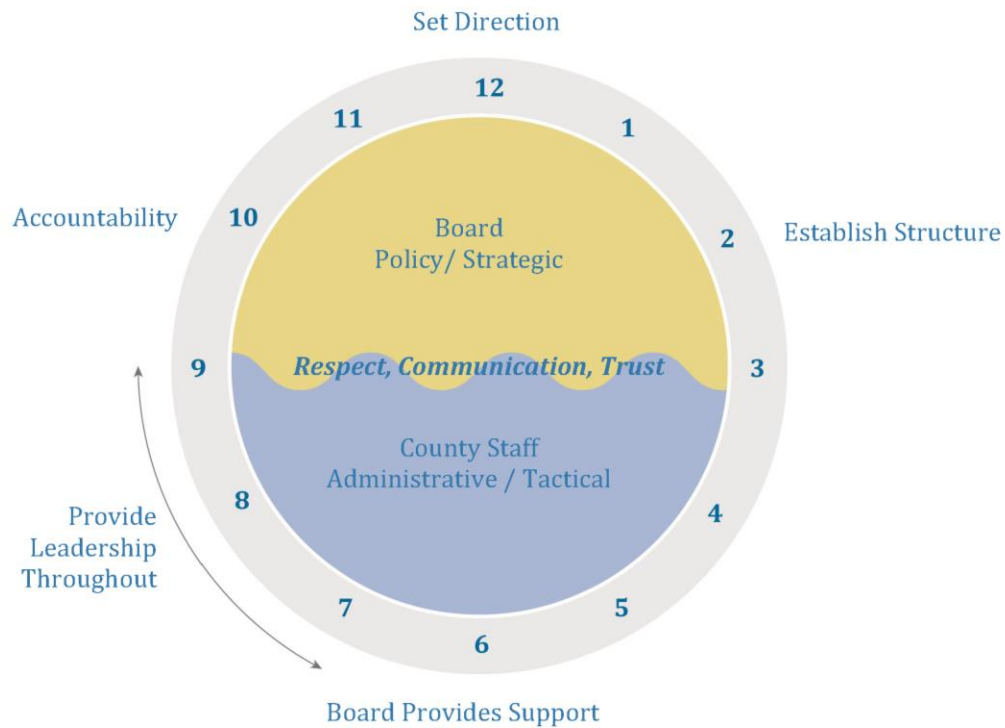 Set Direction
12
11
1
Accountability
10
2
Establish Structure
Board
Policy/ Strategic
9
Respect, Communication, Trust
3
County Staff
Administrative / Tactical
8
4
Provide
Leadership
Throughout
7
5
6
Board Provides Support